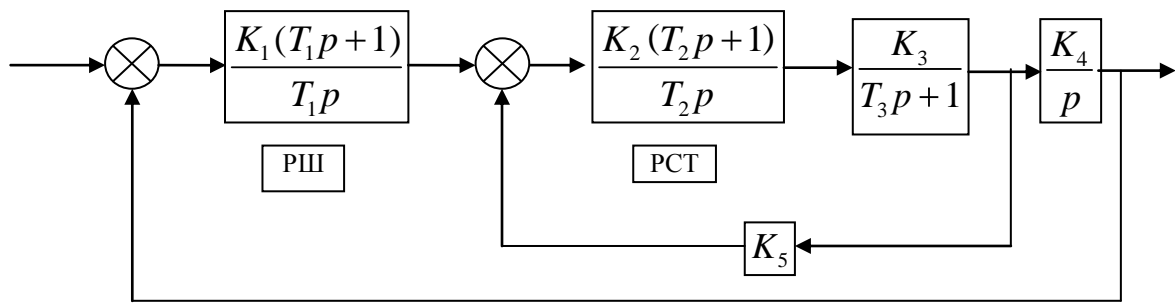 K₁(T₁p+1)
T₁p
K₂(T₂p+1)
T₂p
K₃
T₃p+1
K₄
p
РШ
РСТ
K₅